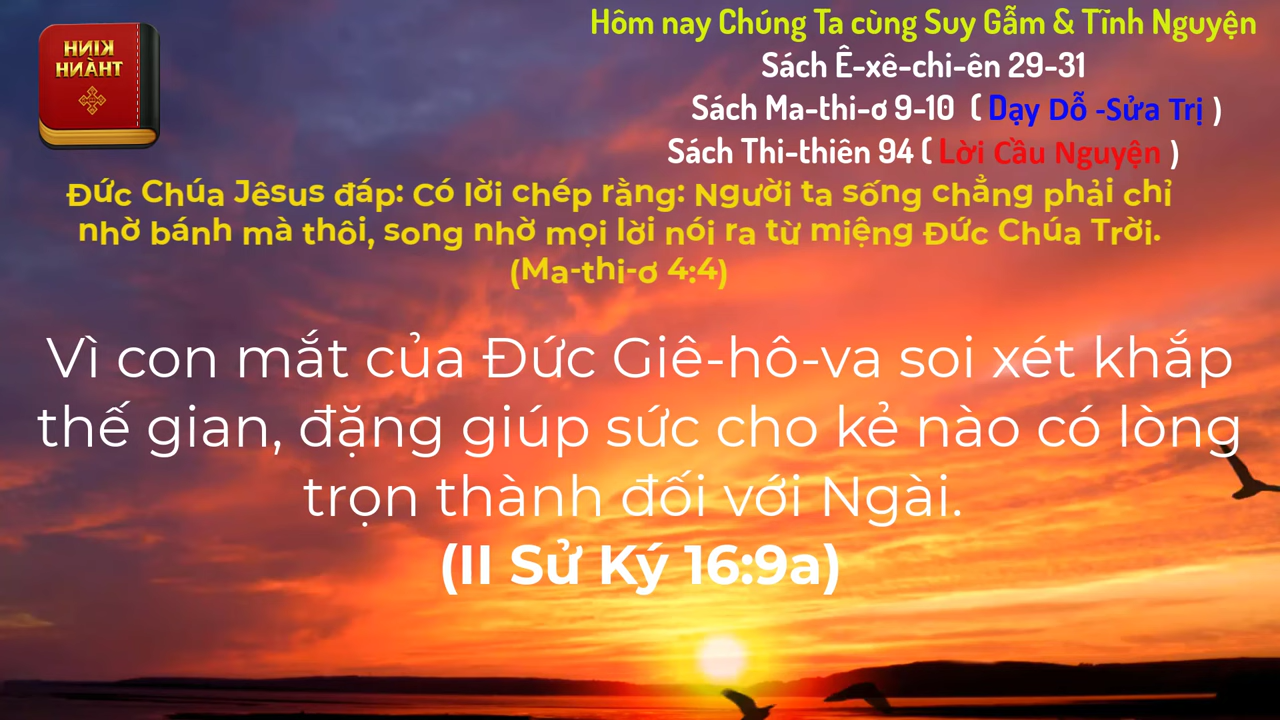 KINH
THÀNH
Hôm nay Chúng Ta cùng Suy Gẫm & Tĩnh Nguyện
Sách Ê-xê-chi-ên 29-31
Sách Ma-thi-ơ 9-10 ( Dạy Dỗ -Sửa Trị )
Sách Thi-thiên 94 ( Lời Cầu Nguyện )
Đức Chúa Jêsus đáp: Có lời chép rằng: Người ta sống chẳng phải chỉ
nhờ bánh mà thôi, song nhờ mọi lời nói ra từ miệng Đức Chúa Trời.
(Ma-thi-ơ 4:4)
Vì con mắt của Đức Giê-hô-va soi xét khắp
thế gian, đặng giúp sức cho kẻ nào có lòng
trọn thành đối với Ngài.
(II Sử Ký 16:9a)